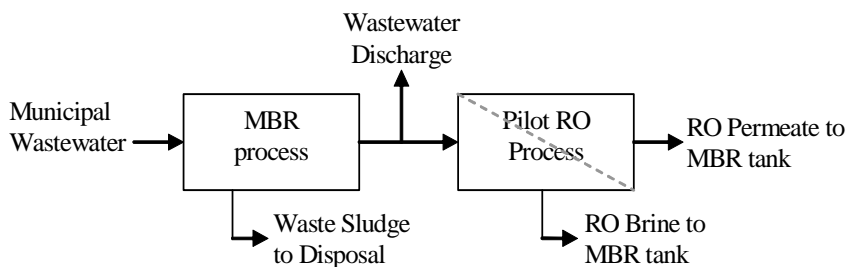 Wastewater
Discharge
Municipal
Wastewater
MBR
process
Pilot RO
Process
RO Permeate to
MBR tank
Waste Sludge
to Disposal
RO Brine to
MBR tank